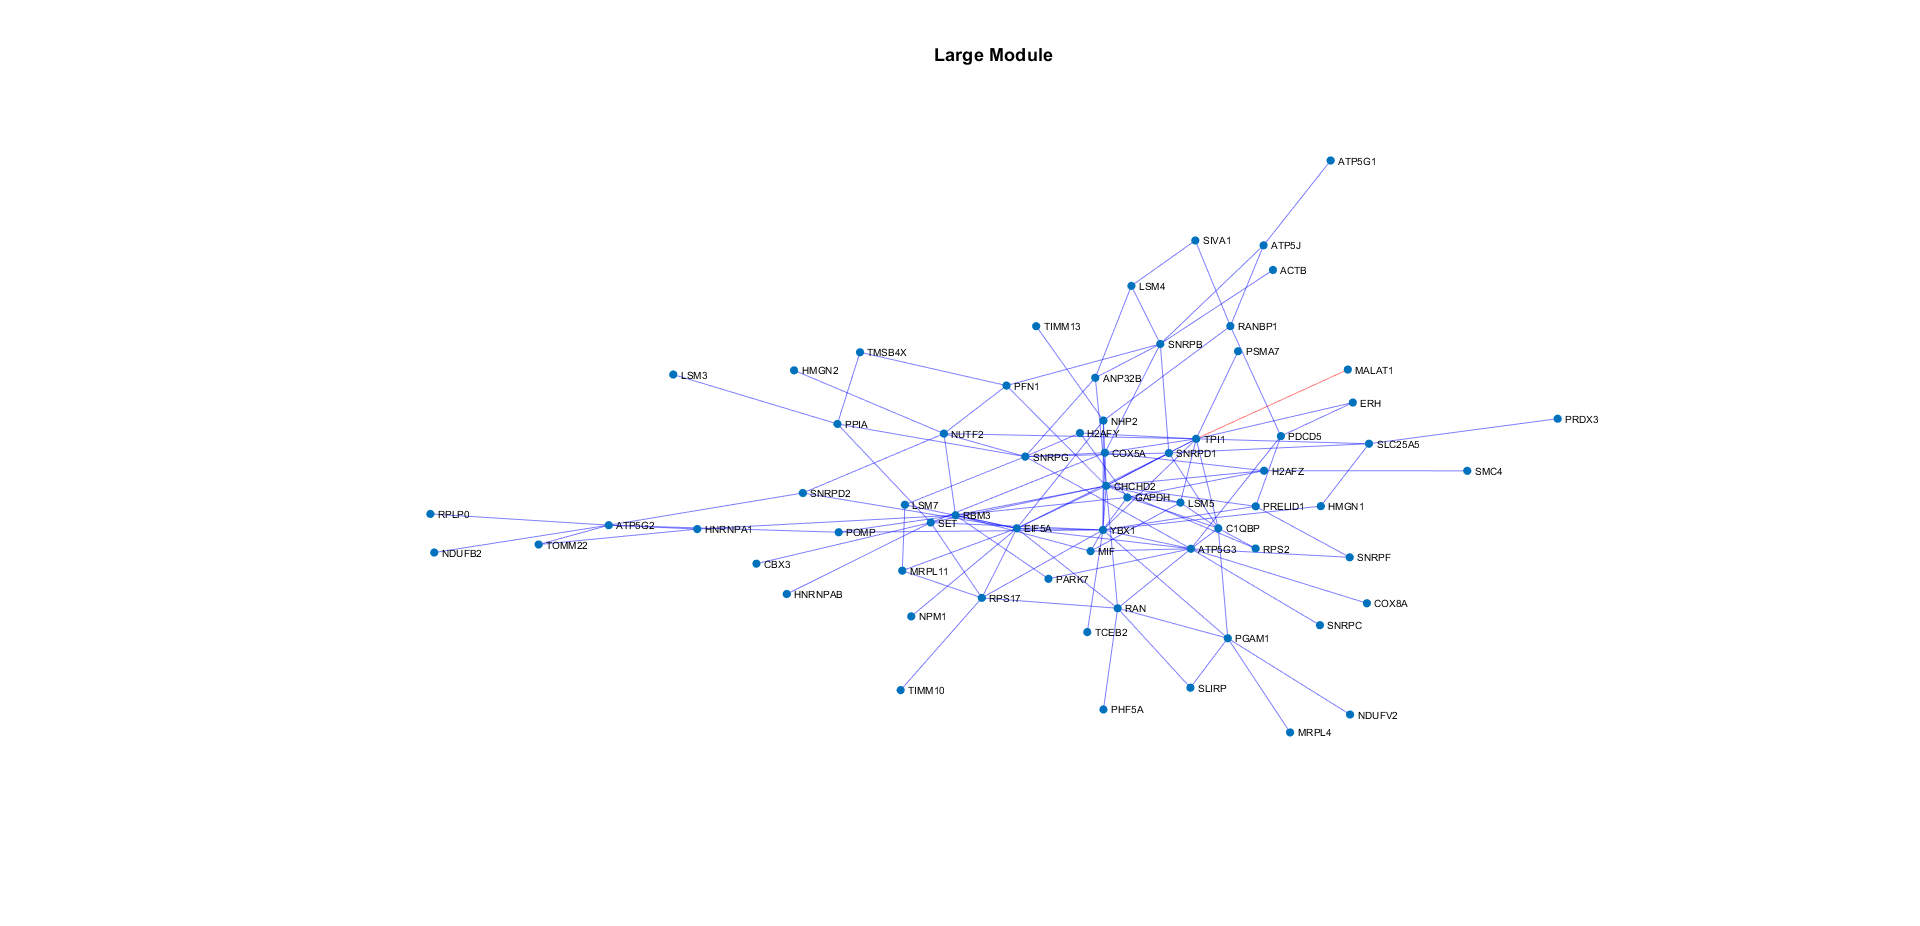 Large Module
ATP5G1
SIVA1
ATP5J
ACTB
LSM4
TIMM13
RANBP1
SNRPB
PSMA7
TMSB4X
HMGN2
LSM3
MALAT1
ANP32B
PFN1
ERH
PRDX3
NHP2
PPIA
NUTF2
H2AFY
TPI1
PDCD5
SLC25A5
SNRPG
COX5A
SNRPD1
H2AFZ
SMC4
CHCHD2
SNRPD2
GAPDH
LSM7
LSM5
PRELID1
HMGN1
RPLP0
RBM3
SET
ATP5G2
HNRNPA1
POMP
EIF5A
YBX1
C1QBP
TOMM22
NDUFB2
MIF
ATP5G3
RPS2
SNRPF
CBX3
MRPL11
PARK7
HNRNPAB
RPS17
COX8A
RAN
NPM1
SNRPC
TCEB2
PGAM1
TIMM10
SLIRP
PHF5A
NDUFV2
MRPL4